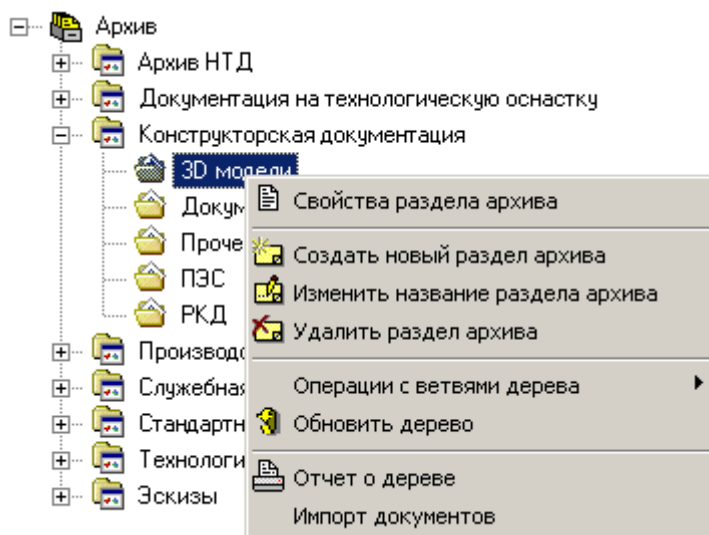 Архив
Архив НТД
Документация на технологическую оснастку
Конструкторская документация
3D модели
Свойства раздела архива
Создать новый раздел архива
ПЭС
Изменить название раздела архива
РКД
Удалить раздел архива
Операции с ветвями дерева
Обновить дерево
Отчет о дереве
Эскизы
Импорт документов